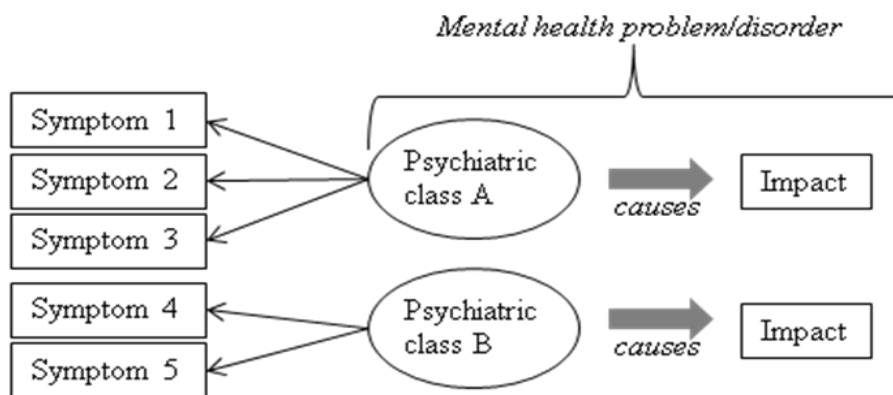 Mental health problem/disorder
Symptom 1
Symptom 2
Symptom 3
Psychiatric
class A
causes
Impact
Symptom 4
Symptom 5
Psychiatric
class B
causes
Impact